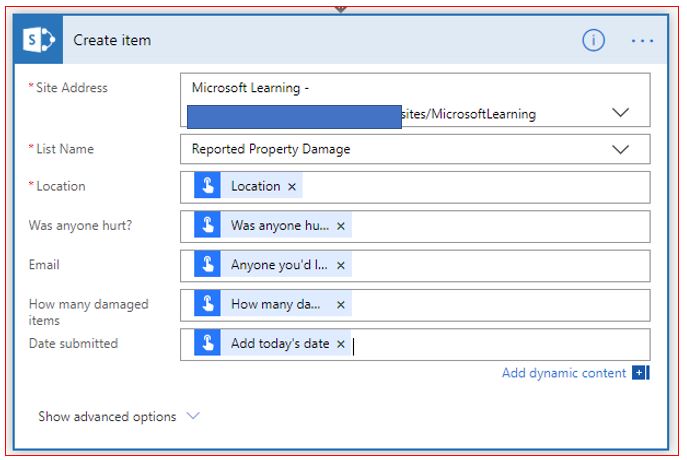 Create item
* Site Address
Microsoft Learning -
sites/MicrosoftLearning
* List Name
Reported Property Damage
* Location
Location ×
Was anyone hurt?
Was anyone hu... ×
Email
Anyone you'd l... ×
How many damaged
items
How many da... ×
Date submitted
Add today's date ×
Add dynamic content
Show advanced options